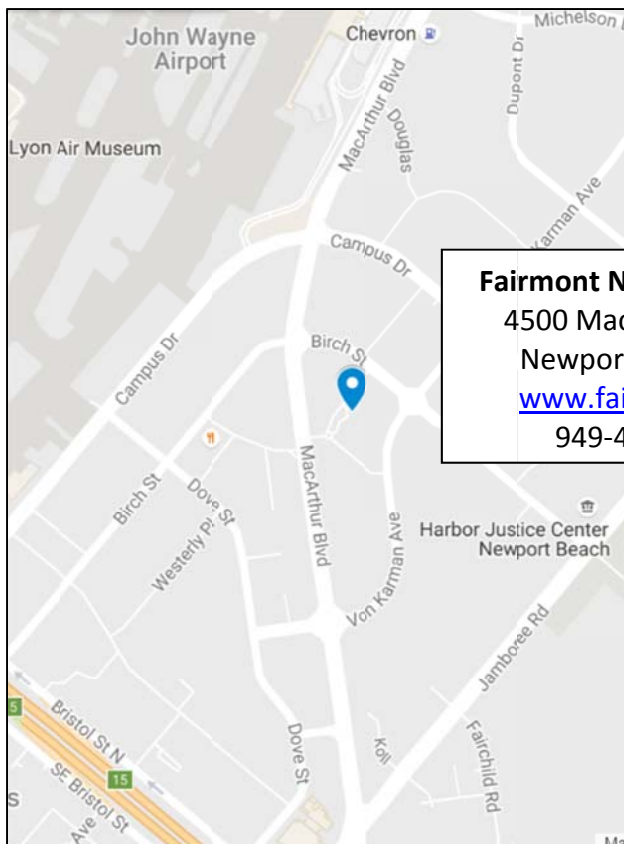 Michelson
John Wayne
Airport
Chevron
Dupont Dr
MacArthur Blvd
Douglas
Lyon Air Museum
Karman Ave
Campus Dr
Fairmont N
4500 Mac
Newpor
www.fai
949-4
Birch St
Campus Dr
MacArthur Blvd
Dove St
Birch St
Westerly Pl
Von Karman Ave
Harbor Justice Center
Newport Beach
Jamboree Rd
5
Bristol St N
15
SE Bristol St
S
Ave
Dove St
Koll
Fairchild Rd
Ma